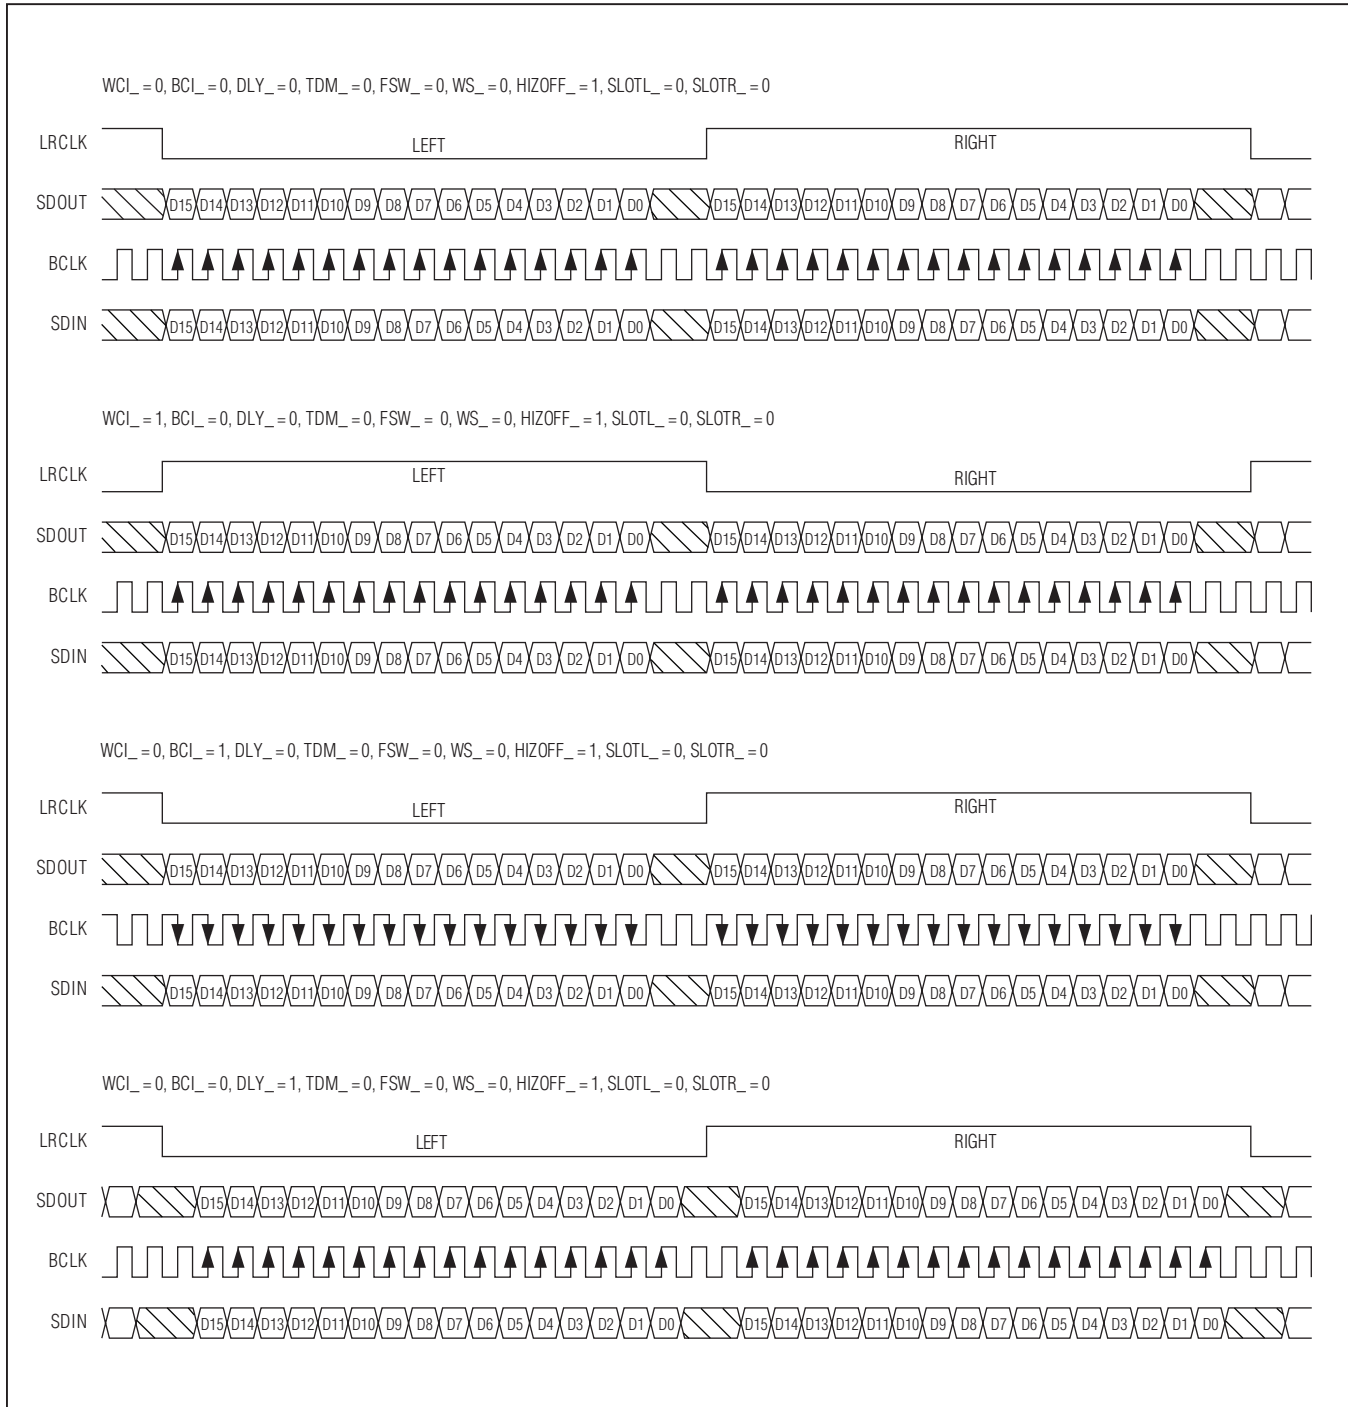 WCI_ = 0, BCI_ = 0, DLY_ = 0, TDM_ = 0, FSW_ = 0, WS_ = 0, HIZOFF_ = 1, SLOTL_ = 0, SLOTR_ = 0
LRCLK LEFT RIGHT
SDOUT D15 D14 D13 D12 D11 D10 D9 D8 D7 D6 D5 D4 D3 D2 D1 D0 D15 D14 D13 D12 D11 D10 D9 D8 D7 D6 D5 D4 D3 D2 D1 D0
BCLK
SDIN D15 D14 D13 D12 D11 D10 D9 D8 D7 D6 D5 D4 D3 D2 D1 D0 D15 D14 D13 D12 D11 D10 D9 D8 D7 D6 D5 D4 D3 D2 D1 D0
WCI_ = 1, BCI_ = 0, DLY_ = 0, TDM_ = 0, FSW_ = 0, WS_ = 0, HIZOFF_ = 1, SLOTL_ = 0, SLOTR_ = 0
LRCLK LEFT RIGHT
SDOUT D15 D14 D13 D12 D11 D10 D9 D8 D7 D6 D5 D4 D3 D2 D1 D0 D15 D14 D13 D12 D11 D10 D9 D8 D7 D6 D5 D4 D3 D2 D1 D0
BCLK
SDIN D15 D14 D13 D12 D11 D10 D9 D8 D7 D6 D5 D4 D3 D2 D1 D0 D15 D14 D13 D12 D11 D10 D9 D8 D7 D6 D5 D4 D3 D2 D1 D0
WCI_ = 0, BCI_ = 1, DLY_ = 0, TDM_ = 0, FSW_ = 0, WS_ = 0, HIZOFF_ = 1, SLOTL_ = 0, SLOTR_ = 0
LRCLK LEFT RIGHT
SDOUT D15 D14 D13 D12 D11 D10 D9 D8 D7 D6 D5 D4 D3 D2 D1 D0 D15 D14 D13 D12 D11 D10 D9 D8 D7 D6 D5 D4 D3 D2 D1 D0
BCLK
SDIN D15 D14 D13 D12 D11 D10 D9 D8 D7 D6 D5 D4 D3 D2 D1 D0 D15 D14 D13 D12 D11 D10 D9 D8 D7 D6 D5 D4 D3 D2 D1 D0
WCI_ = 0, BCI_ = 0, DLY_ = 1, TDM_ = 0, FSW_ = 0, WS_ = 0, HIZOFF_ = 1, SLOTL_ = 0, SLOTR_ = 0
LRCLK LEFT RIGHT
SDOUT D15 D14 D13 D12 D11 D10 D9 D8 D7 D6 D5 D4 D3 D2 D1 D0 D15 D14 D13 D12 D11 D10 D9 D8 D7 D6 D5 D4 D3 D2 D1 D0
BCLK
SDIN D15 D14 D13 D12 D11 D10 D9 D8 D7 D6 D5 D4 D3 D2 D1 D0 D15 D14 D13 D12 D11 D10 D9 D8 D7 D6 D5 D4 D3 D2 D1 D0